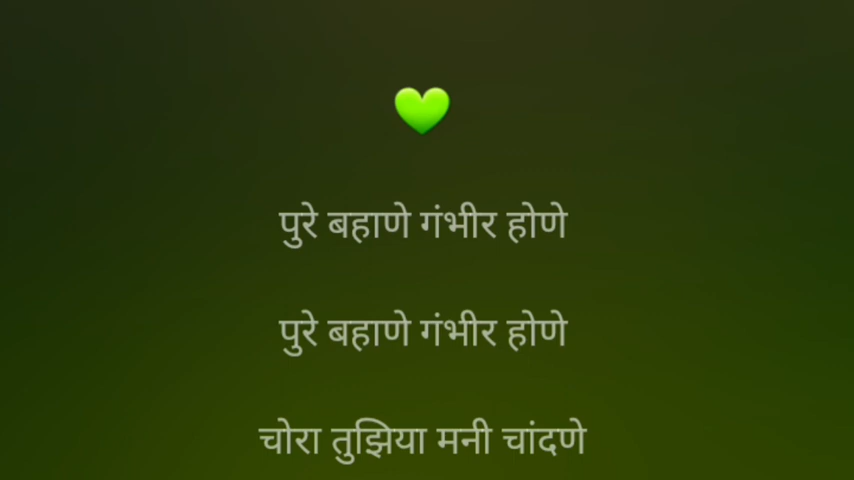 पुरे बहाणे गंभीर होणे
पुरे बहाणे गंभीर होणे
चोरा तुझिया मनी चांदणे